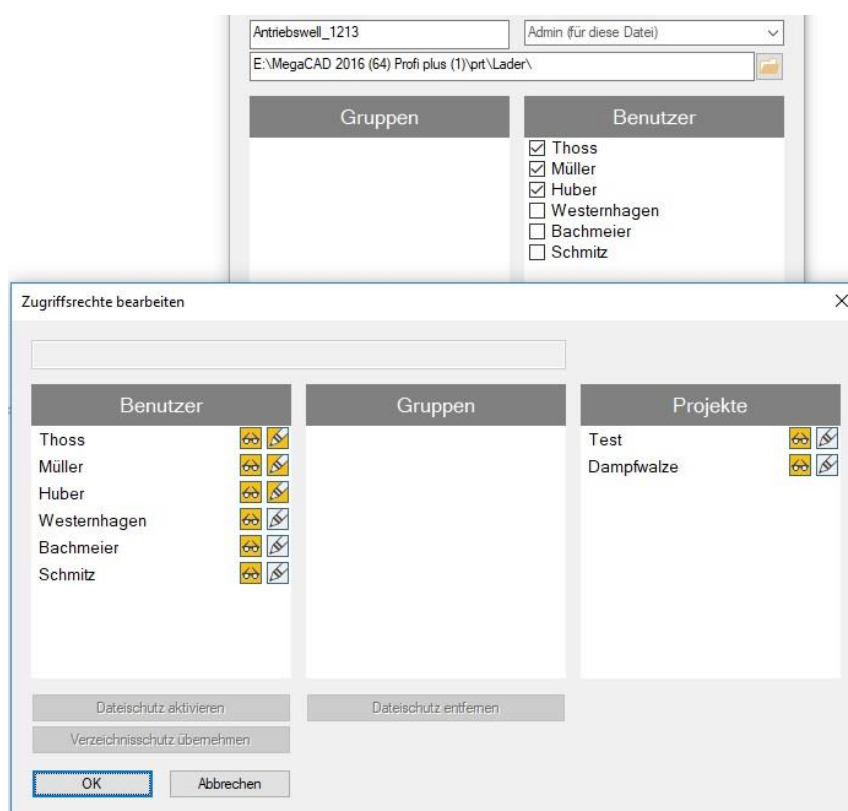 Antriebswell_1213
Admin (für diese Datei)
E:\MegaCAD 2016 (64) Profi plus (1)\prt\Lader\
Gruppen
Benutzer
Thoss
Müller
Huber
Westernhagen
Bachmeier
Schmitz
Zugriffsrechte bearbeiten
Benutzer
Thoss
Müller
Huber
Westernhagen
Bachmeier
Schmitz
Gruppen
Projekte
Test
Dampfwalze
Dateischutz aktivieren
Dateischutz entfernen
Verzeichnisschutz übernehmen
OK
Abbrechen